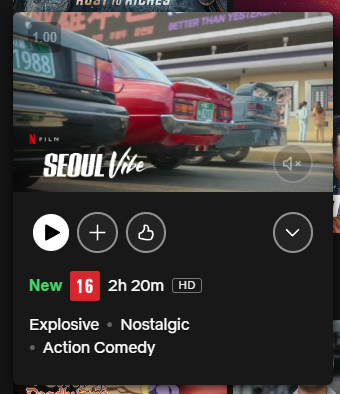 RUST TO RICHES
BETTER THAN YESTERDAY
1.00
1988
N FILM
SEOUL Vibe
New 16 2h 20m HD
Explosive • Nostalgic
• Action Comedy